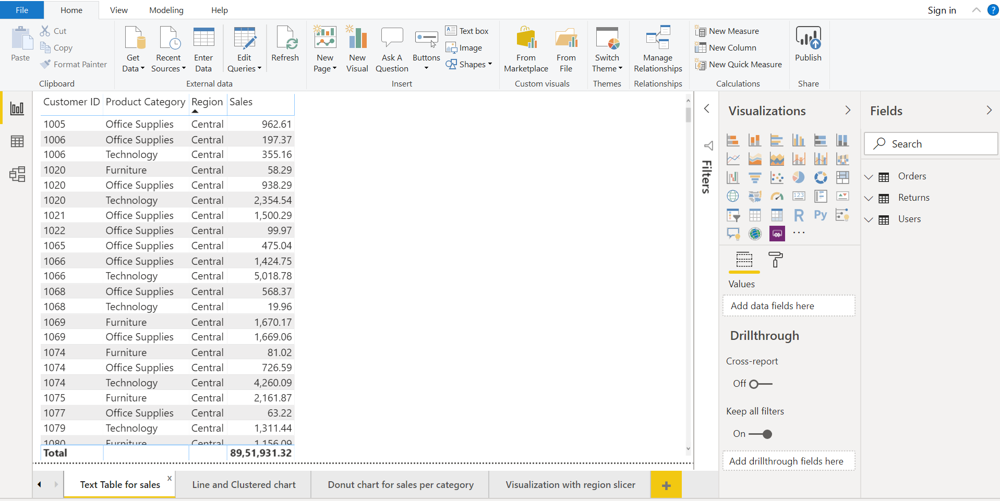 File Home View Modeling Help Sign in ?
Paste Cut Copy Format Painter
Clipboard
Get Data Recent Sources Enter Data Edit Queries Refresh
External data
New Page New Visual Ask A Question Buttons Text box Image Shapes
Insert
From Marketplace From File
Custom visuals
Switch Theme
Themes
Manage Relationships
Relationships
New Measure
New Column
New Quick Measure
Calculations
Publish
Share
Customer ID Product Category Region Sales
1005 Office Supplies Central 962.61
1006 Office Supplies Central 197.37
1006 Technology Central 355.16
1020 Furniture Central 58.29
1020 Office Supplies Central 938.29
1020 Technology Central 2,354.54
1021 Office Supplies Central 1,500.29
1022 Office Supplies Central 99.97
1065 Office Supplies Central 475.04
1066 Office Supplies Central 1,424.75
1066 Technology Central 5,018.78
1068 Office Supplies Central 568.37
1068 Technology Central 19.96
1069 Furniture Central 1,670.17
1069 Office Supplies Central 1,669.06
1074 Furniture Central 81.02
1074 Office Supplies Central 726.59
1074 Technology Central 4,260.09
1075 Furniture Central 2,161.87
1077 Office Supplies Central 63.22
1079 Technology Central 1,311.44
1080 Furniture Central 1,156.09
Total 89,51,931.32
Filters
Visualizations
123
R Py
Values
Add data fields here
Drillthrough
Cross-report
Off
Keep all filters
On
Add drillthrough fields here
Fields
Search
Orders
Returns
Users
Text Table for sales x
Line and Clustered chart
Donut chart for sales per category
Visualization with region slicer
+